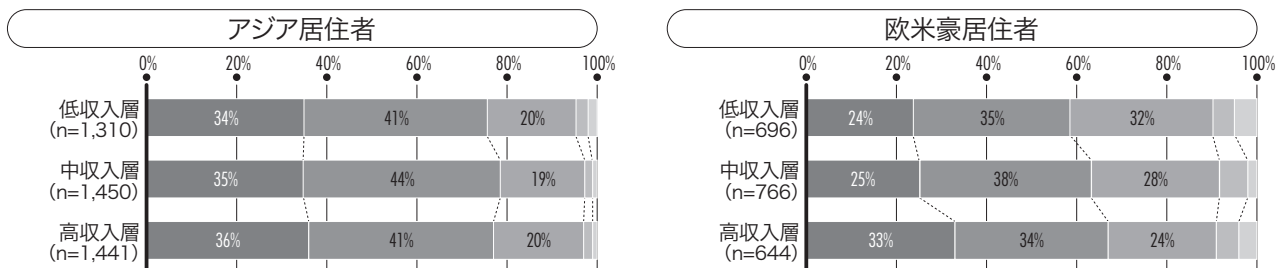 アジア居住者
0% 20% 40% 60% 80% 100%
低収入層
(n=1,310)
34% 41% 20%
中収入層
(n=1,450)
35% 44% 19%
高収入層
(n=1,441)
36% 41% 20%
欧米豪居住者
0% 20% 40% 60% 80% 100%
低収入層
(n=696)
24% 35% 32%
中収入層
(n=766)
25% 38% 28%
高収入層
(n=644)
33% 34% 24%